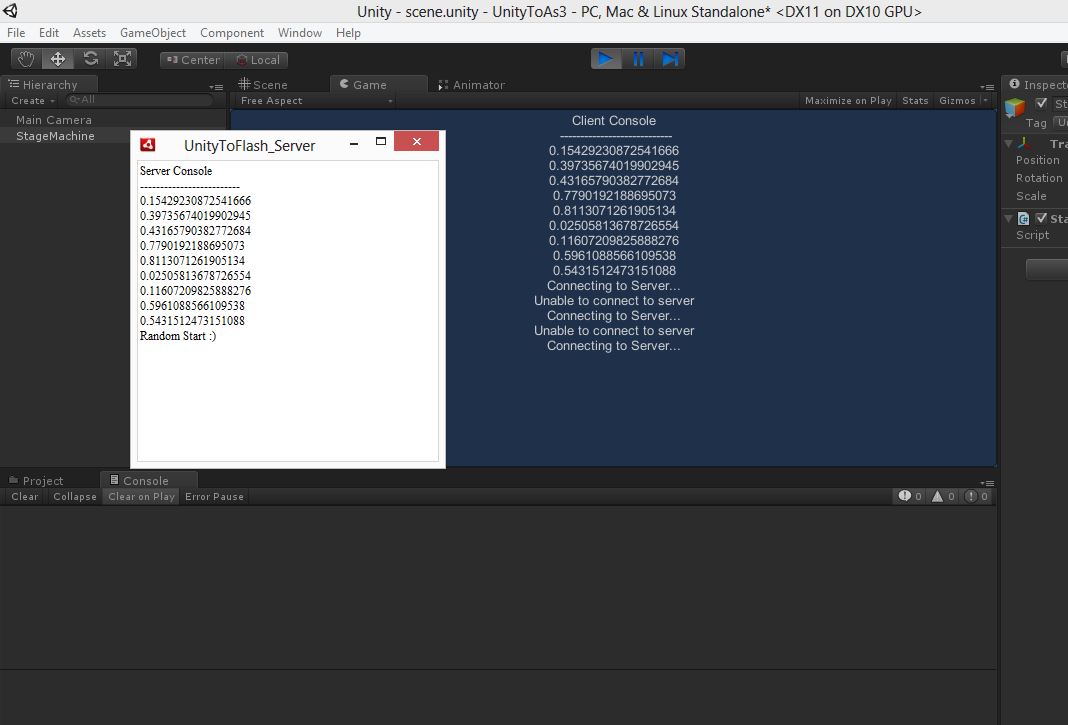 Unity - scene.unity - UnityToAs3 - PC, Mac & Linux Standalone* <DX11 on DX10 GPU>
File Edit Assets GameObject Component Window Help
Center Local
Hierarchy Scene Game Animator Inspecto
Create All Free Aspect Maximize on Play Stats Gizmos
Main Camera
StageMachine
Tag
Tra
Position
Rotation
Scale
Sta
Script
UnityToFlash_Server
Server Console
-------------------------
0.15429230872541666
0.39735674019902945
0.43165790382772684
0.7790192188695073
0.8113071261905134
0.02505813678726554
0.11607209825888276
0.5961088566109538
0.5431512473151088
Random Start :)
Client Console
----------------------------
0.15429230872541666
0.39735674019902945
0.43165790382772684
0.7790192188695073
0.8113071261905134
0.02505813678726554
0.11607209825888276
0.5961088566109538
0.5431512473151088
Connecting to Server...
Unable to connect to server
Connecting to Server...
Unable to connect to server
Connecting to Server...
Project Console
Clear Collapse Clear on Play Error Pause 0 0 0